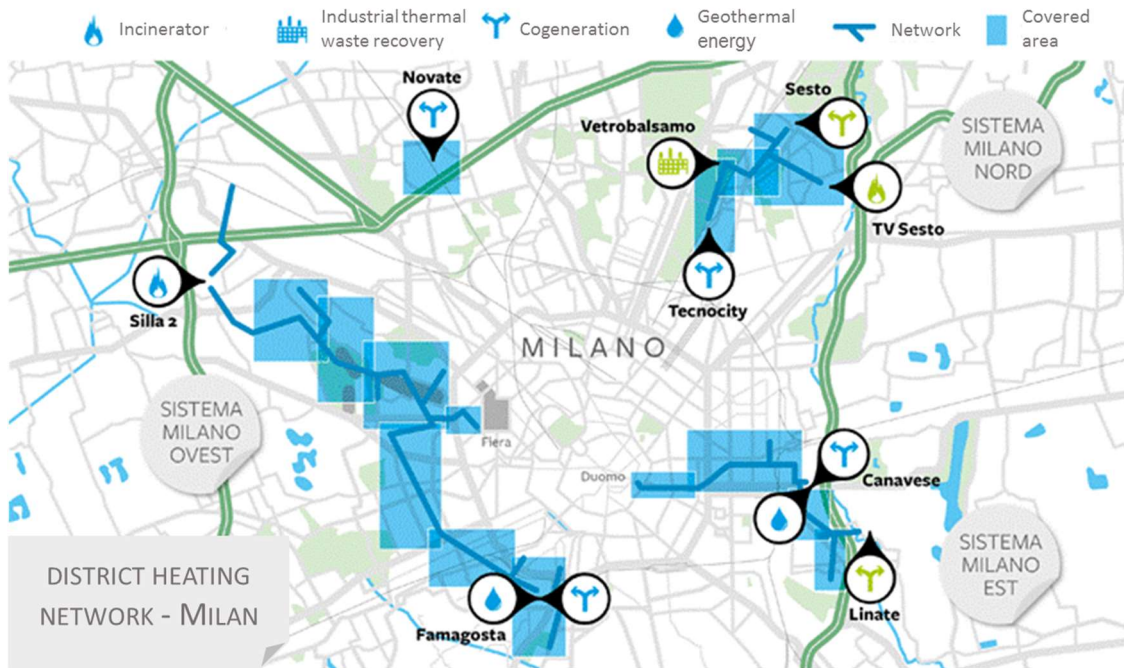 Incinerator
Industrial thermal
waste recovery
Cogeneration
Geothermal
energy
Network
Covered
area
Novate
Sesto
Vetrobalsamo
SISTEMA
MILANO
NORD
TV Sesto
Tecnocity
Silla 2
MILANO
SISTEMA
MILANO
OVEST
Fiera
Duomo
Canavese
SISTEMA
MILANO
EST
Linate
Famagosta
DISTRICT HEATING
NETWORK - MILAN